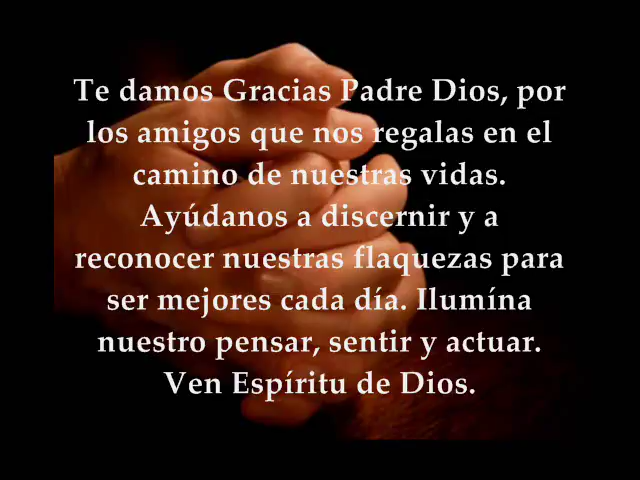 Te damos Gracias Padre Dios, por
los amigos que nos regalas en el
camino de nuestras vidas.
Ayúdanos a discernir y a
reconocer nuestras flaquezas para
ser mejores cada día. Ilumína
nuestro pensar, sentir y actuar.
Ven Espíritu de Dios.